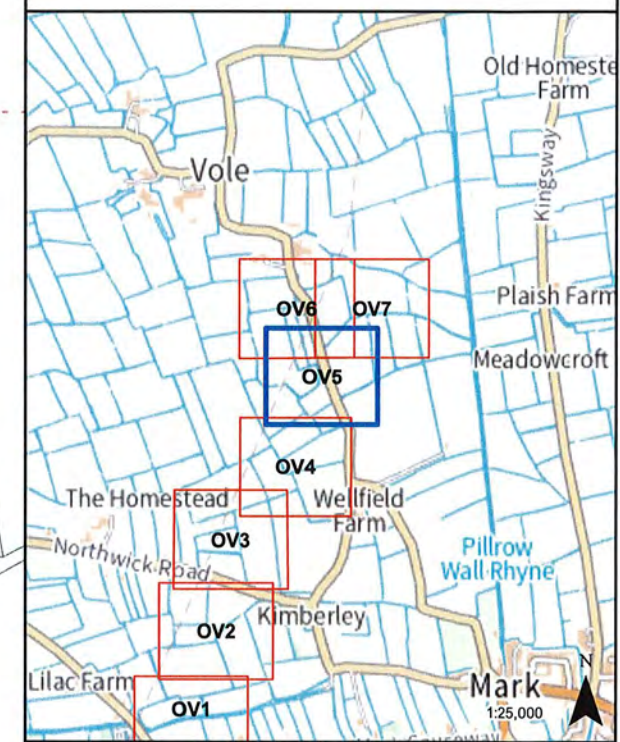 Old Homeste
Farm
Kingsway
Vole
OV6
OV7
Plaish Farm
Meadowcroft
OV5
OV4
The Homestead
Wellfield
Farm
OV3
Northwick Road
Pillrow
Wall Rhyne
Kimberley
OV2
Lilac Farm
Mark
N
1:25,000
OV1